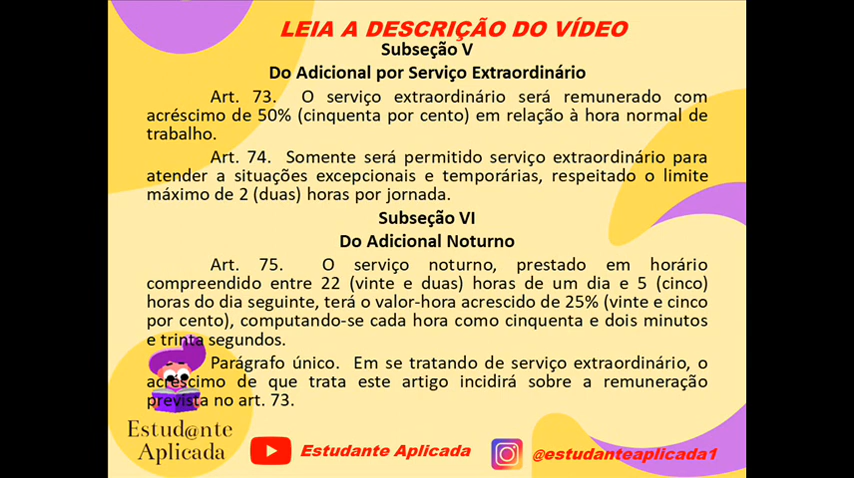 LEIA A DESCRIÇÃO DO VÍDEO
Subseção V
Do Adicional por Serviço Extraordinário
Art. 73. O serviço extraordinário será remunerado com
acréscimo de 50% (cinquenta por cento) em relação à hora normal de
trabalho.
Art. 74. Somente será permitido serviço extraordinário para
atender a situações excepcionais e temporárias, respeitado o limite
máximo de 2 (duas) horas por jornada.
Subseção VI
Do Adicional Noturno
Art. 75. O serviço noturno, prestado em horário
compreendido entre 22 (vinte e duas) horas de um dia e 5 (cinco)
horas do dia seguinte, terá o valor-hora acrescido de 25% (vinte e cinco
por cento), computando-se cada hora como cinquenta e dois minutos
e trinta segundos.
Parágrafo único. Em se tratando de serviço extraordinário, o
acréscimo de que trata este artigo incidirá sobre a remuneração
prevista no art. 73.
Estud@nte
Aplicada
Estudante Aplicada
@estudanteaplicada1